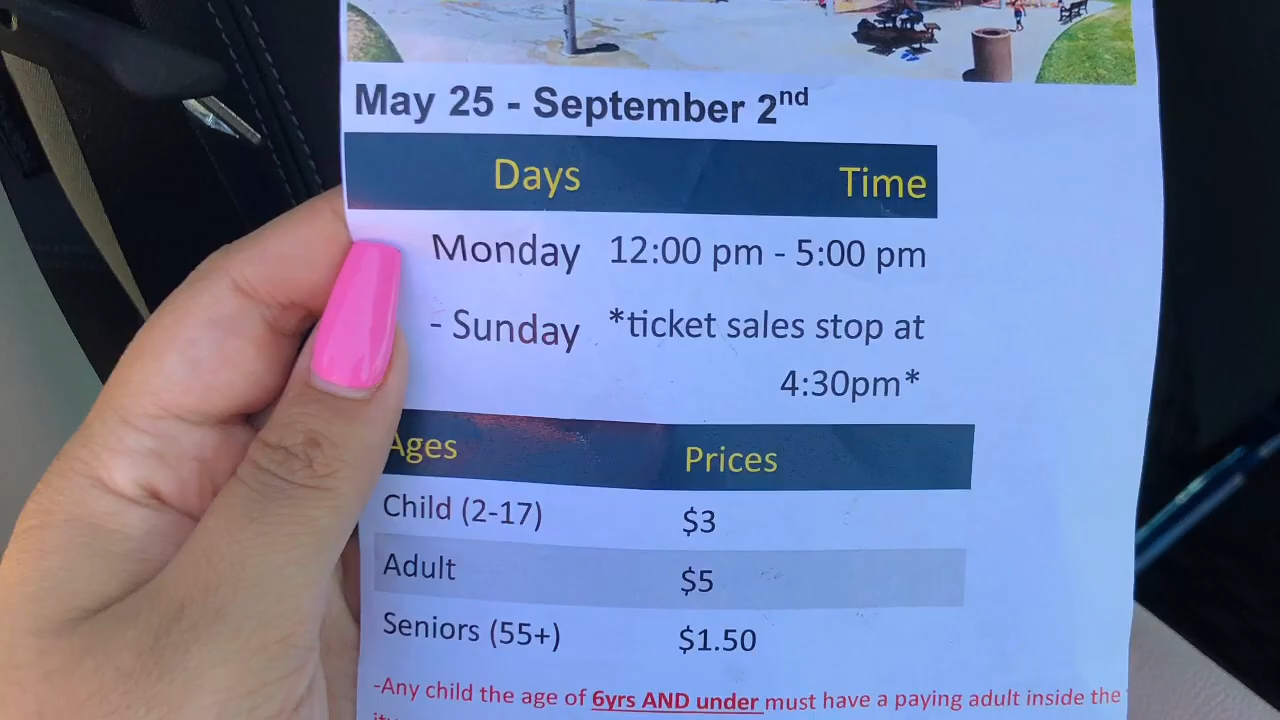 May 25 - September 2nd
Days Time
Monday 12:00 pm - 5:00 pm
- Sunday *ticket sales stop at
4:30pm*
Ages Prices
Child (2-17) $3
Adult $5
Seniors (55+) $1.50
-Any child the age of 6yrs AND under must have a paying adult inside the